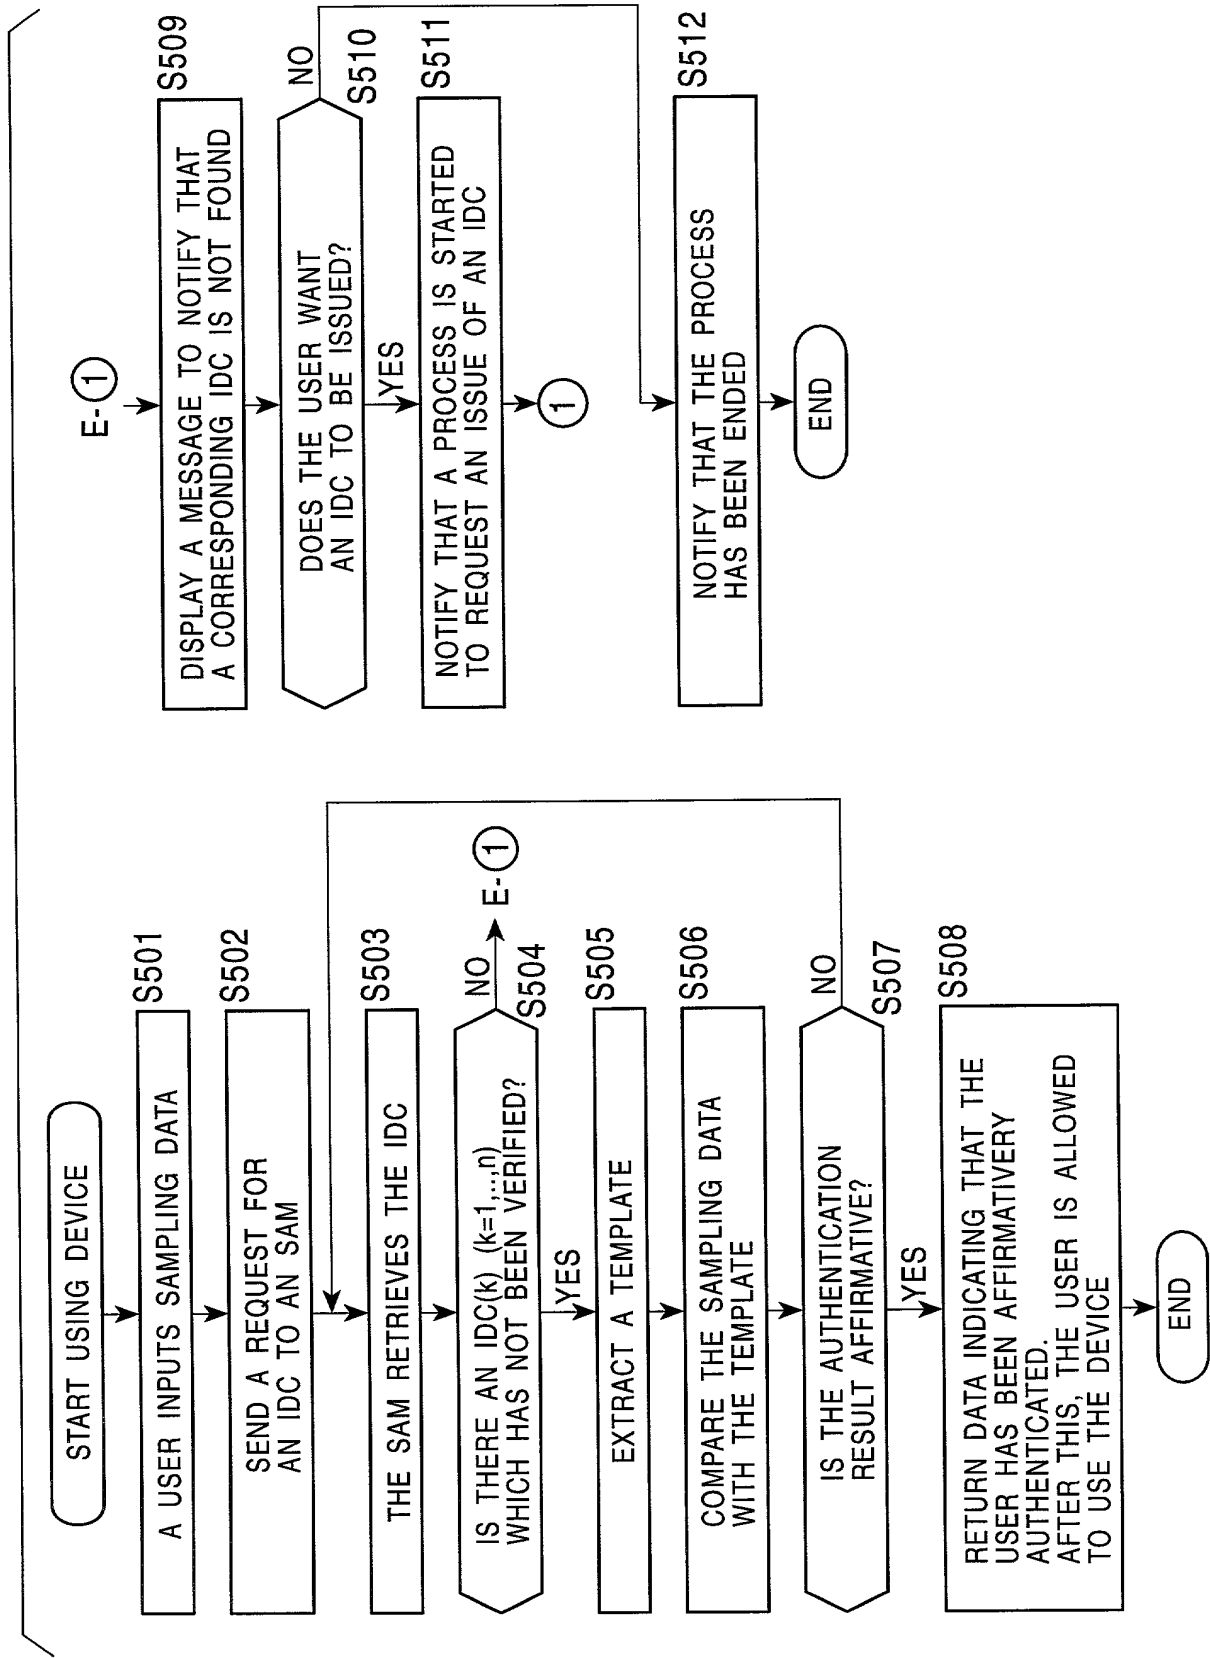 START USING DEVICE
S501
A USER INPUTS SAMPLING DATA
S502
SEND A REQUEST FOR
AN IDC TO AN SAM
S503
THE SAM RETRIEVES THE IDC
IS THERE AN IDC(k) (k=1,..,n)
WHICH HAS NOT BEEN VERIFIED?
NO
E-1
S504
YES
S505
EXTRACT A TEMPLATE
S506
COMPARE THE SAMPLING DATA
WITH THE TEMPLATE
IS THE AUTHENTICATION
RESULT AFFIRMATIVE?
NO
S507
YES
S508
RETURN DATA INDICATING THAT THE
USER HAS BEEN AFFIRMATIVERY
AUTHENTICATED.
AFTER THIS, THE USER IS ALLOWED
TO USE THE DEVICE
END
E-1
S509
DISPLAY A MESSAGE TO NOTIFY THAT
A CORRESPONDING IDC IS NOT FOUND
DOES THE USER WANT
AN IDC TO BE ISSUED?
NO
S510
YES
S511
NOTIFY THAT A PROCESS IS STARTED
TO REQUEST AN ISSUE OF AN IDC
1
S512
NOTIFY THAT THE PROCESS
HAS BEEN ENDED
END